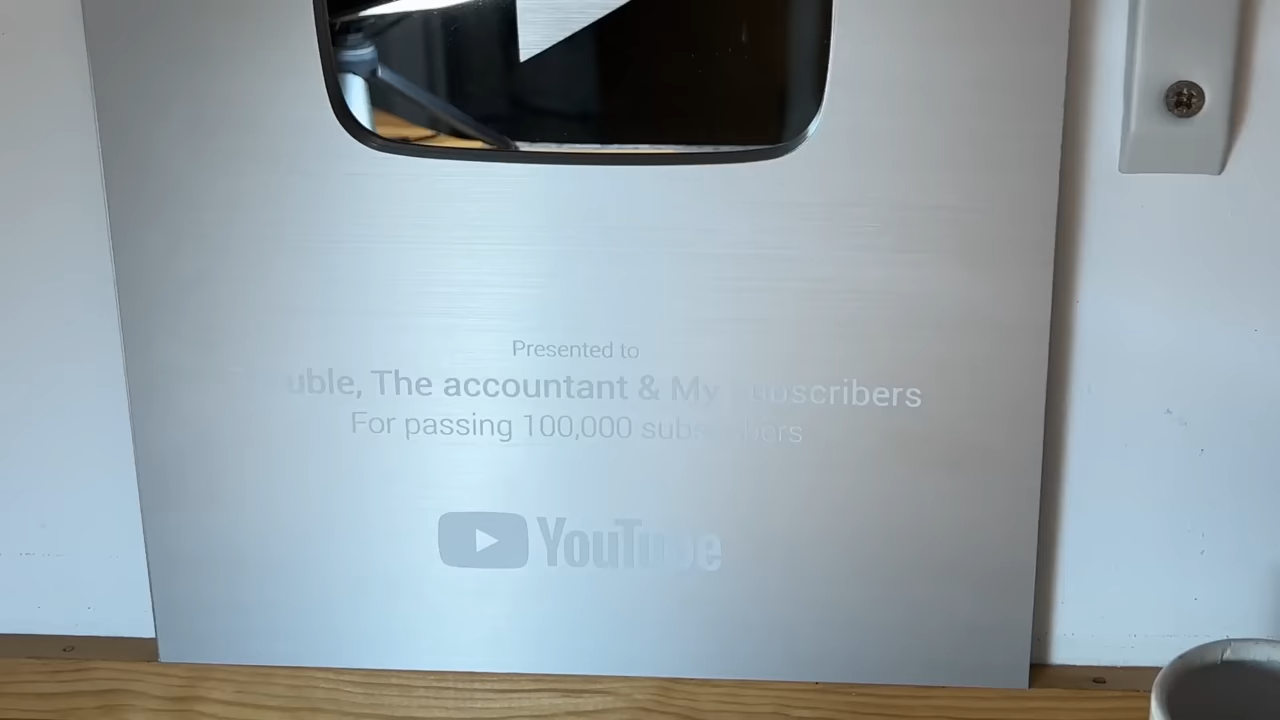 Presented to
The accountant & My Subscribers
For passing 100,000 subscribers
YouTube